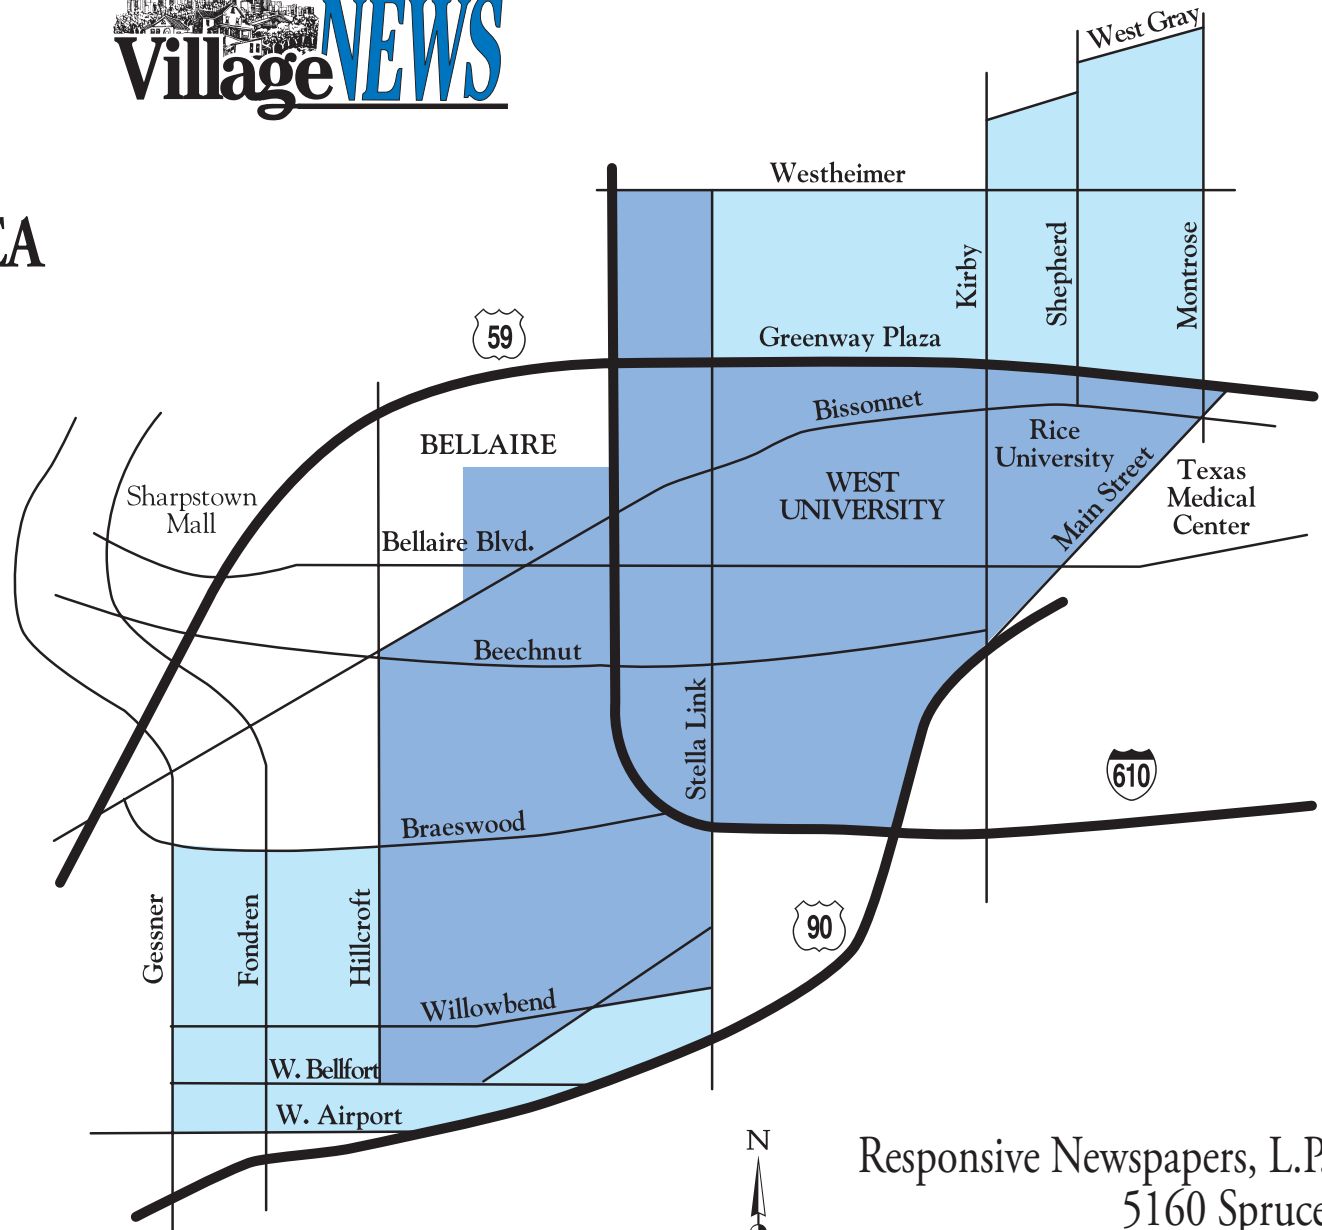 Village NEWS
West Gray
Westheimer
EA
Kirby
Shepherd
Montrose
59
Greenway Plaza
Bissonnet
BELLAIRE
Rice
University
Sharpstown
Mall
WEST
UNIVERSITY
Main Street
Texas
Medical
Center
Bellaire Blvd.
Beechnut
Stella Link
610
Braeswood
Gessner
Fondren
Hillcroft
90
Willowbend
W. Bellfort
W. Airport
N
Responsive Newspapers, L.P.
5160 Spruce